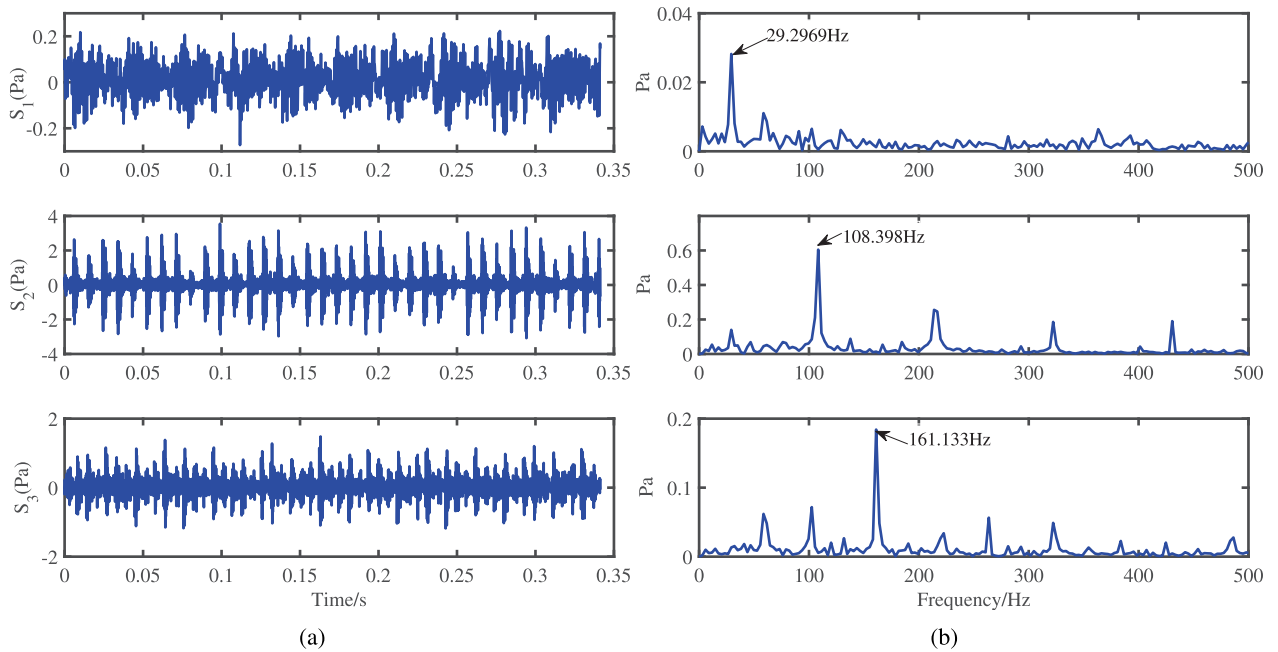 0.2
0
-0.2
S1(Pa)
0 0.05 0.1 0.15 0.2 0.25 0.3 0.35
0.04
0.02
0
Pa
29.2969Hz
0 100 200 300 400 500
4
2
0
-2
-4
S2(Pa)
0 0.05 0.1 0.15 0.2 0.25 0.3 0.35
0.6
0.4
0.2
0
Pa
108.398Hz
0 100 200 300 400 500
2
0
-2
S3(Pa)
0 0.05 0.1 0.15 0.2 0.25 0.3 0.35
Time/s
(a)
0.2
0.1
0
Pa
161.133Hz
0 100 200 300 400 500
Frequency/Hz
(b)